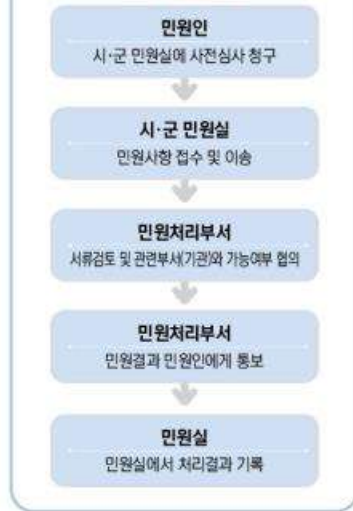 민원인
시·군 민원실에 사전심사 청구
시·군 민원실
민원사항 접수 및 이송
민원처리부서
서류검토 및 관련부서(기관)와 가능여부 협의
민원처리부서
민원결과 민원인에게 통보
민원실
민원실에서 처리결과 기록